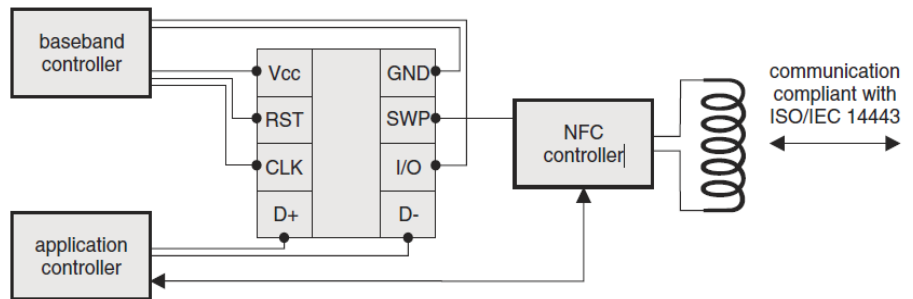 baseband
controller
Vcc
GND
RST
SWP
CLK
I/O
D+
D-
NFC
controller
communication
compliant with
ISO/IEC 14443
application
controller